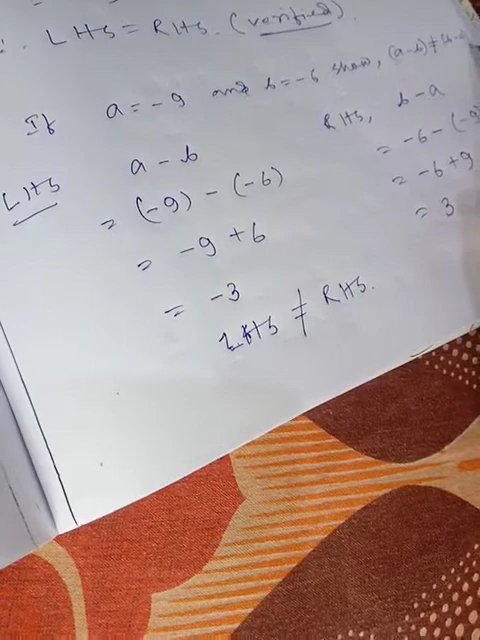 LHS = RHS. (verified).
If a = -9 and b = -6 show, (a-b) ≠ (b-a
LHS
a - b
= (-9) - (-6)
= -9 + 6
= -3
RHS, b - a
= -6 - (-9
= -6 + 9
= 3
LHS ≠ RHS.